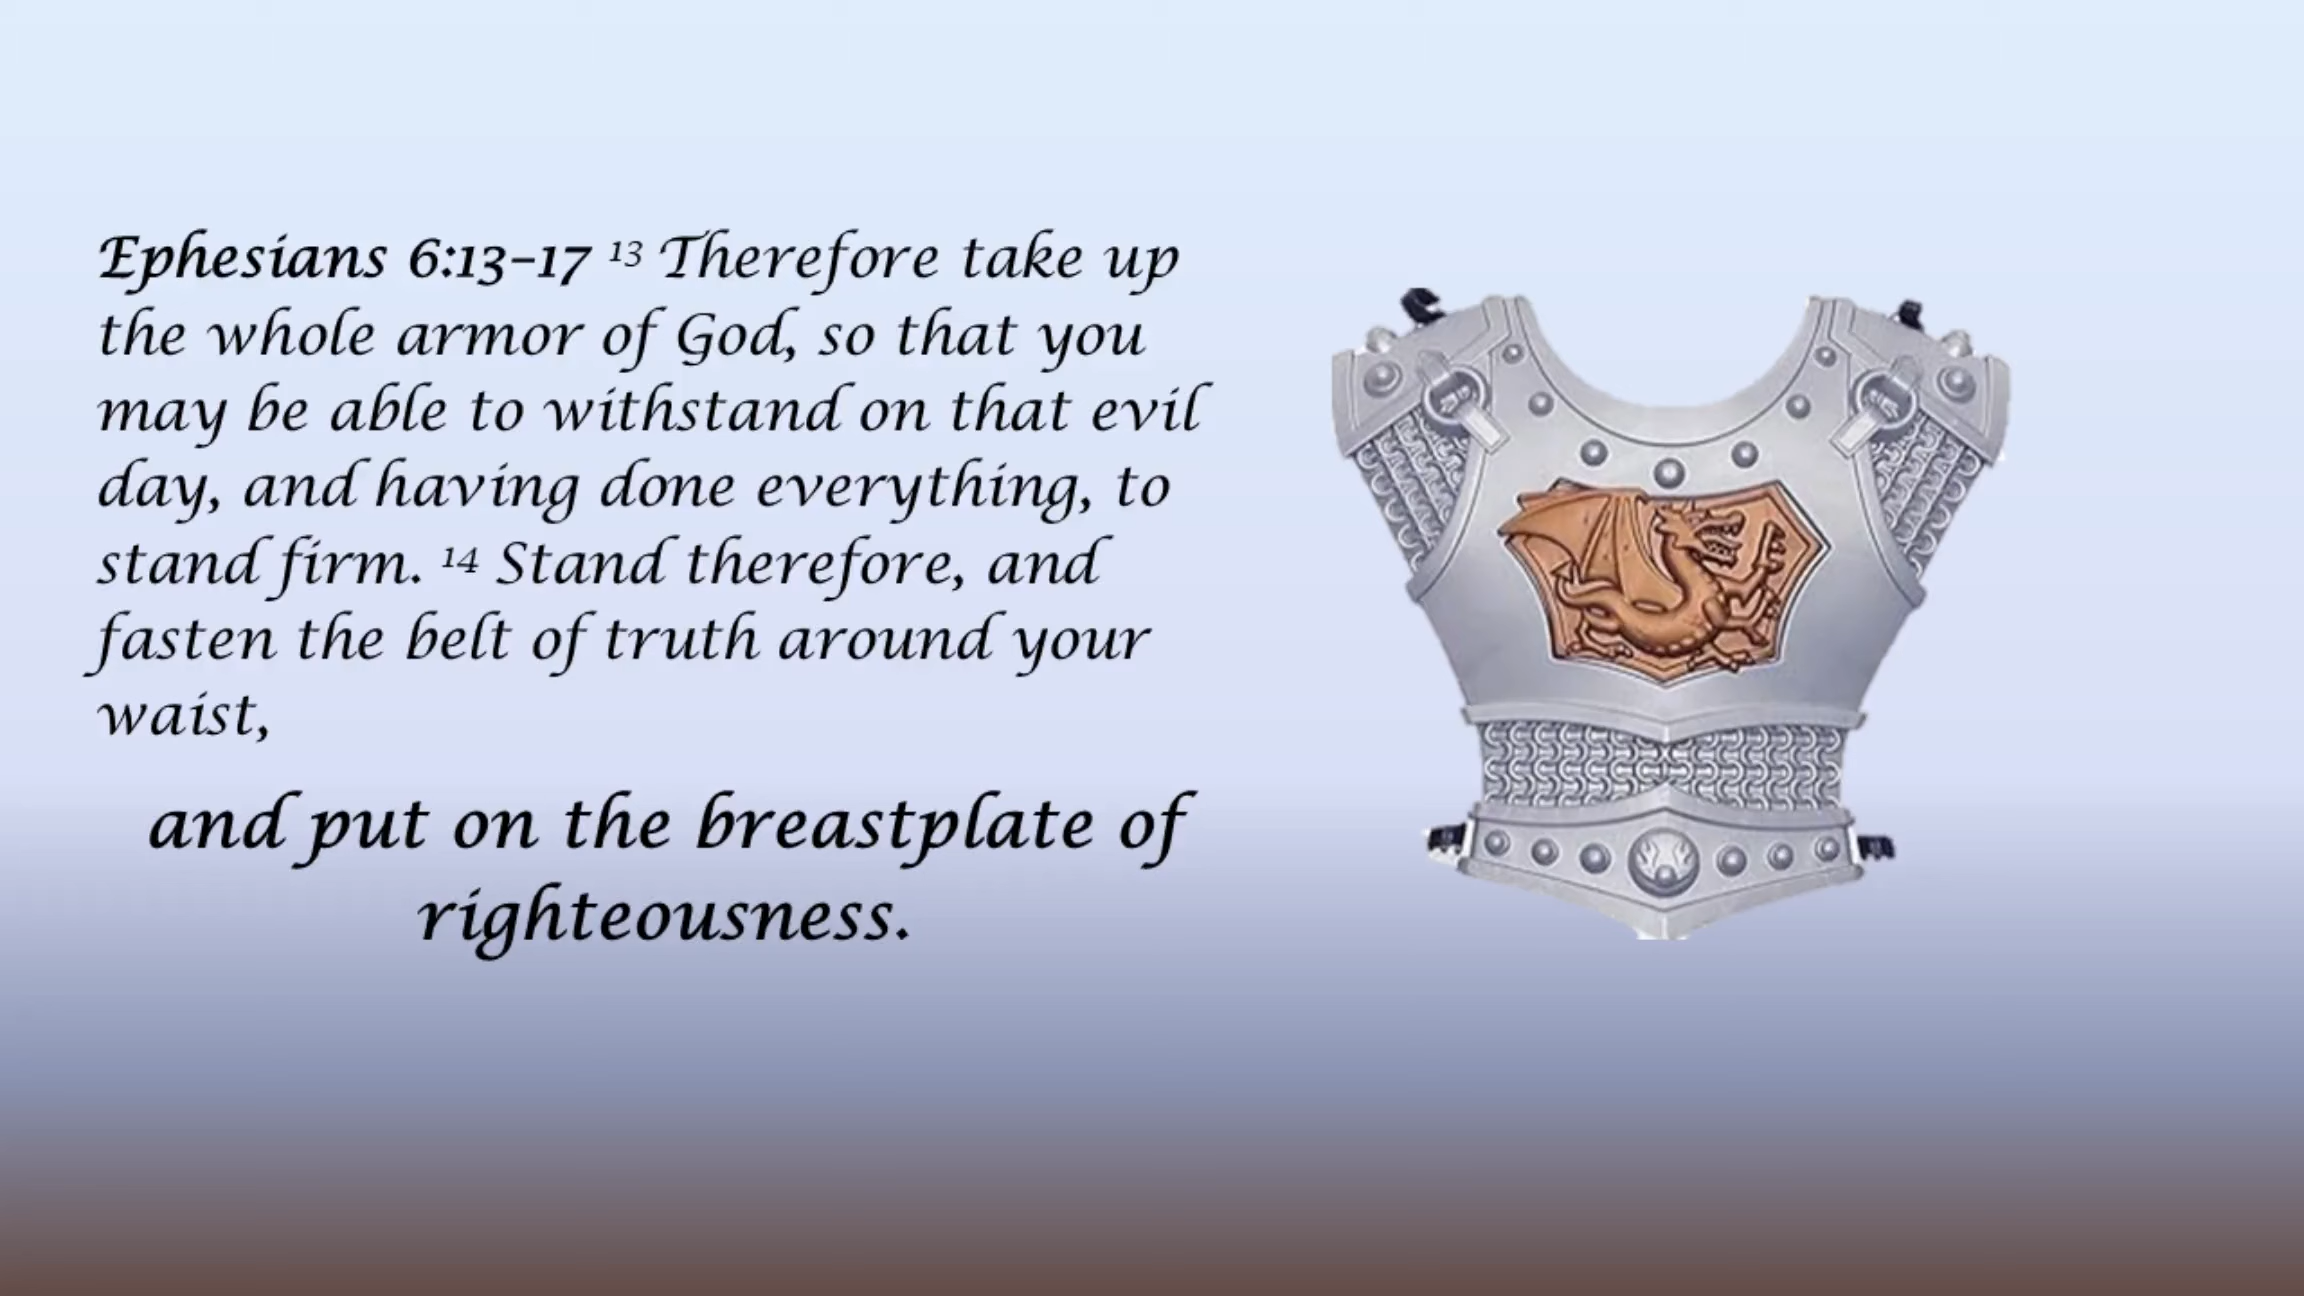 Ephesians 6:13–17 ¹³ Therefore take up
the whole armor of God, so that you
may be able to withstand on that evil
day, and having done everything, to
stand firm. ¹⁴ Stand therefore, and
fasten the belt of truth around your
waist,
and put on the breastplate of
righteousness.